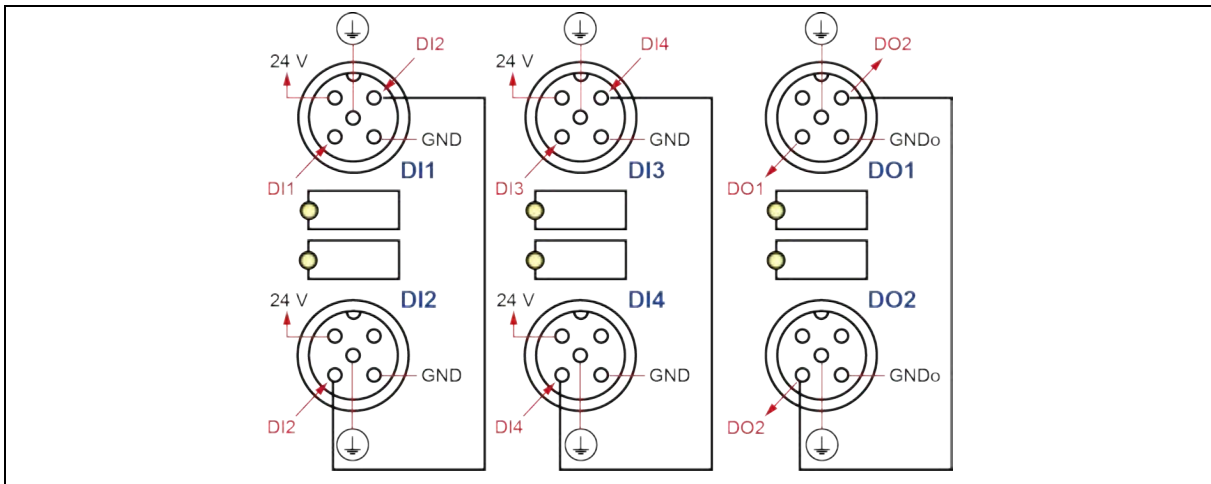 DI2
DI4
DO2
24 V
24 V
GND
GND
GNDo
DI1
DI3
DO1
DI1
DI3
DO1
DI2
DI4
DO2
24 V
24 V
GND
GND
GNDo
DI2
DI4
DO2